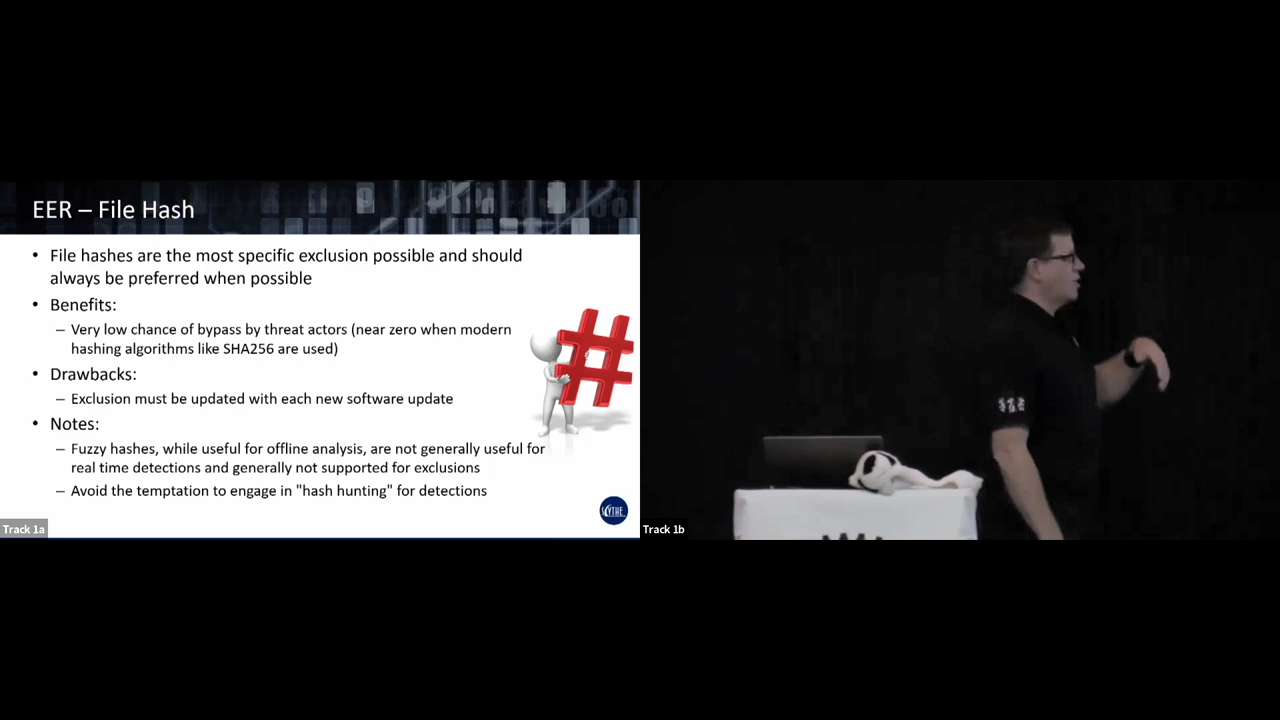 EER – File Hash
• File hashes are the most specific exclusion possible and should
always be preferred when possible
• Benefits:
– Very low chance of bypass by threat actors (near zero when modern
hashing algorithms like SHA256 are used)
• Drawbacks:
– Exclusion must be updated with each new software update
• Notes:
– Fuzzy hashes, while useful for offline analysis, are not generally useful for
real time detections and generally not supported for exclusions
– Avoid the temptation to engage in "hash hunting" for detections
SCYTHE
Track 1a
Track 1b